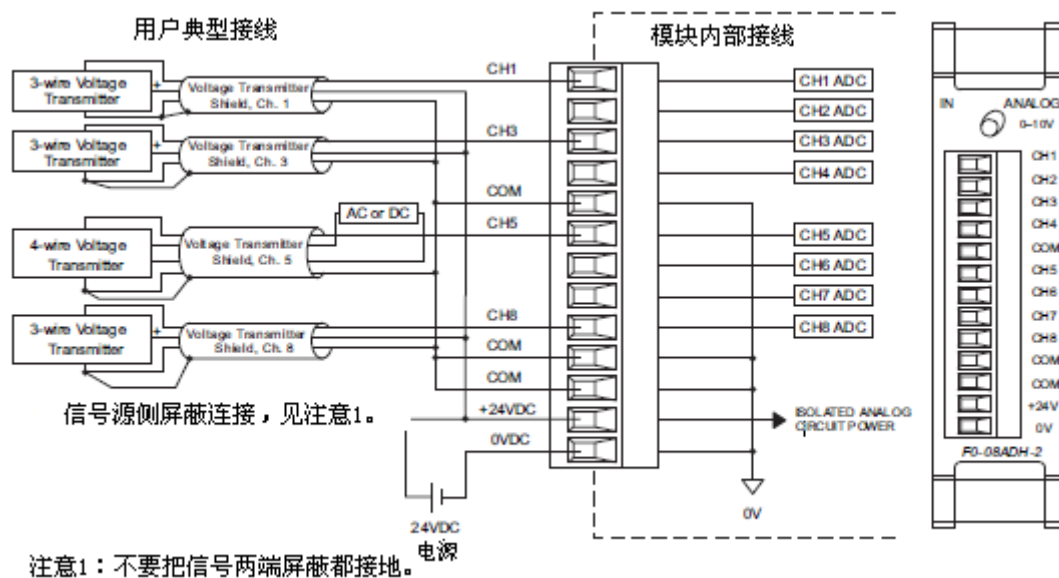 用户典型接线
模块内部接线
3-wire Voltage
Transmitter
+
Voltage Transmitter
Shield, Ch. 1
CH1
CH1 ADC
CH2 ADC
3-wire Voltage
Transmitter
+
Voltage Transmitter
Shield, Ch. 3
CH3
CH3 ADC
CH4 ADC
COM
AC or DC
4-wire Voltage
Transmitter
Voltage Transmitter
Shield, Ch. 5
CH5
CH5 ADC
CH6 ADC
CH7 ADC
3-wire Voltage
Transmitter
+
Voltage Transmitter
Shield, Ch. 8
CH8
CH8 ADC
COM
COM
信号源侧屏蔽连接，见注意1。
+24VDC
ISOLATED ANALOG
CIRCUIT POWER
0VDC
0V
24VDC
电源
注意1：不要把信号两端屏蔽都接地。
IN
ANALOG
0–10V
CH1
CH2
CH3
CH4
COM
CH5
CH6
CH7
CH8
COM
COM
+24V
0V
F0-08ADH-2